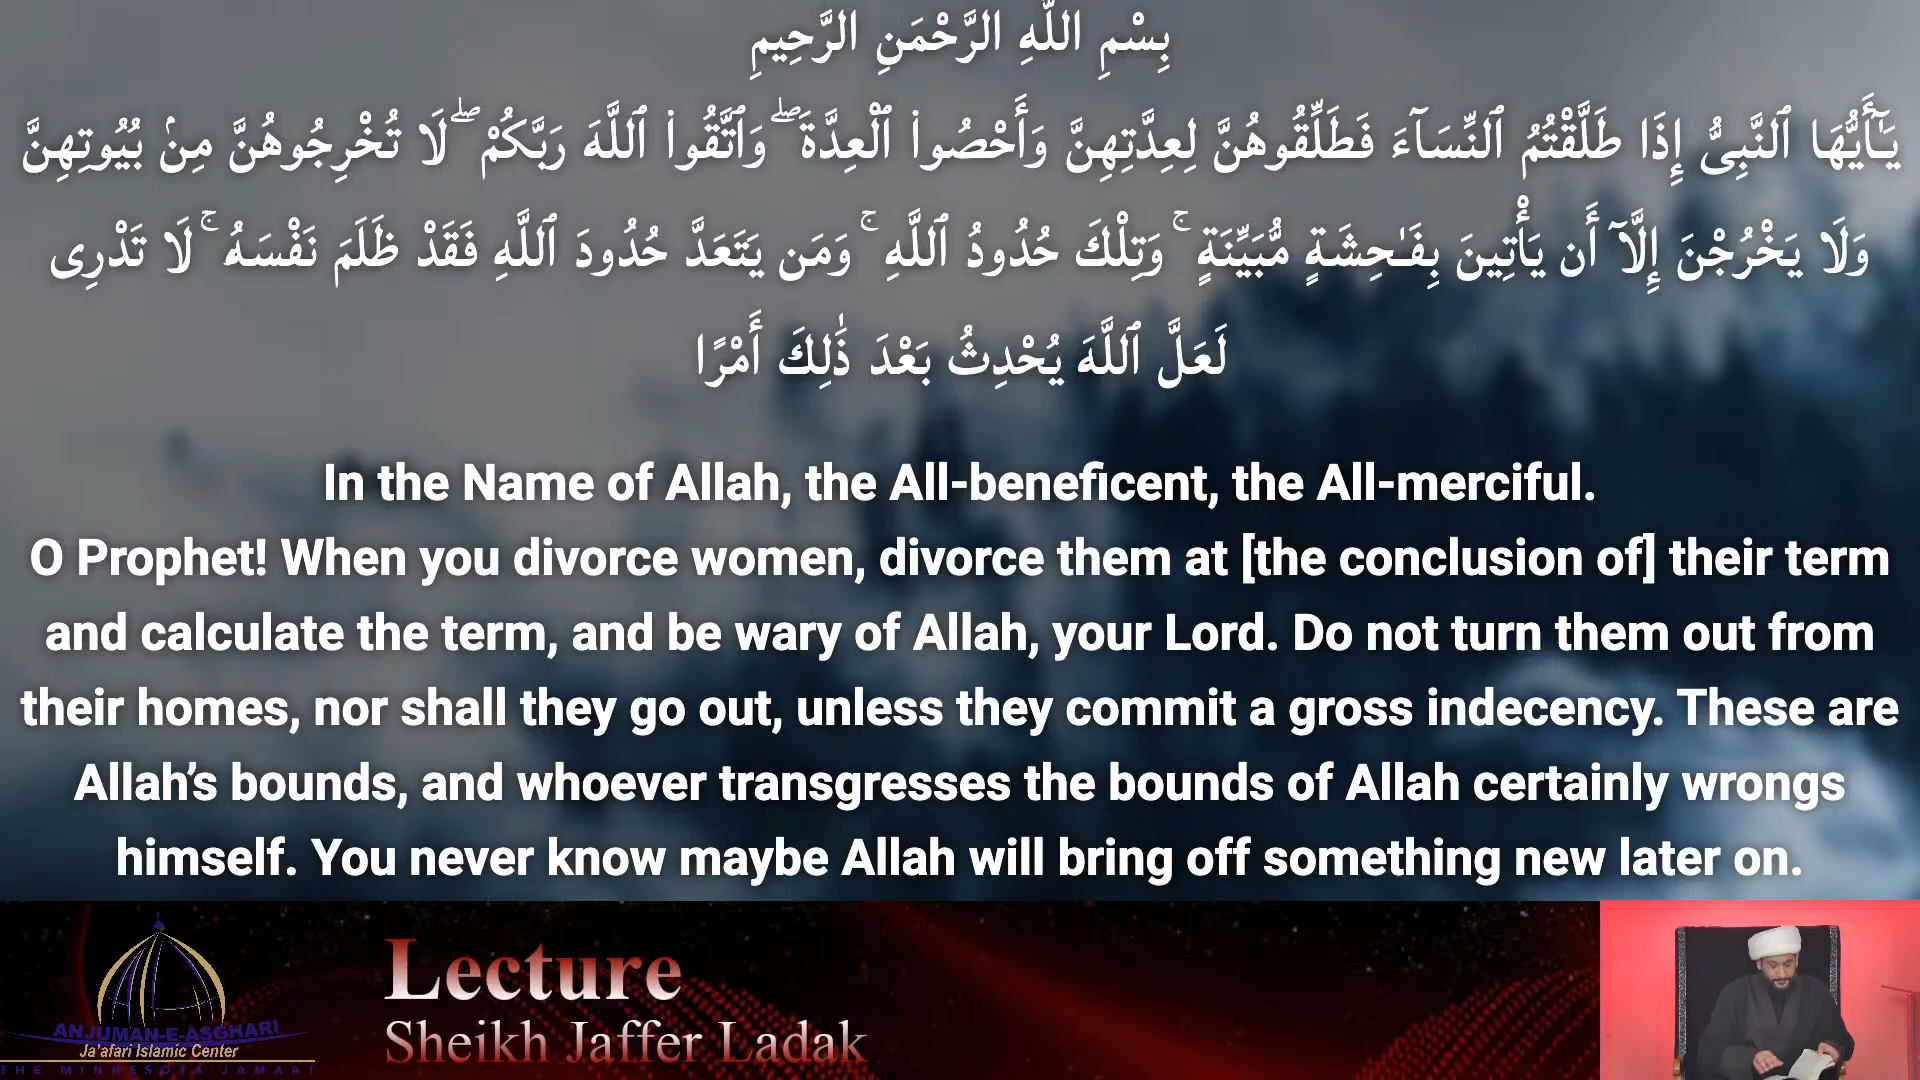 بِسْمِ اللَّهِ الرَّحْمَنِ الرَّحِيمِ
يَـٰٓأَيُّهَا ٱلنَّبِىُّ إِذَا طَلَّقْتُمُ ٱلنِّسَآءَ فَطَلِّقُوهُنَّ لِعِدَّتِهِنَّ وَأَحْصُوا۟ ٱلْعِدَّةَ ۖ وَٱتَّقُوا۟ ٱللَّهَ رَبَّكُمْ ۖ لَا تُخْرِجُوهُنَّ مِنۢ بُيُوتِهِنَّ
وَلَا يَخْرُجْنَ إِلَّآ أَن يَأْتِينَ بِفَـٰحِشَةٍ مُّبَيِّنَةٍ ۚ وَتِلْكَ حُدُودُ ٱللَّهِ ۚ وَمَن يَتَعَدَّ حُدُودَ ٱللَّهِ فَقَدْ ظَلَمَ نَفْسَهُۥ ۚ لَا تَدْرِى
لَعَلَّ ٱللَّهَ يُحْدِثُ بَعْدَ ذَٰلِكَ أَمْرًا
In the Name of Allah, the All-beneficent, the All-merciful.
O Prophet! When you divorce women, divorce them at [the conclusion of] their term
and calculate the term, and be wary of Allah, your Lord. Do not turn them out from
their homes, nor shall they go out, unless they commit a gross indecency. These are
Allah’s bounds, and whoever transgresses the bounds of Allah certainly wrongs
himself. You never know maybe Allah will bring off something new later on.
Lecture
Sheikh Jaffer Ladak
ANJUMAN-E-ASGHARI
Ja'afari Islamic Center
THE MINNESOTA JAMAAT